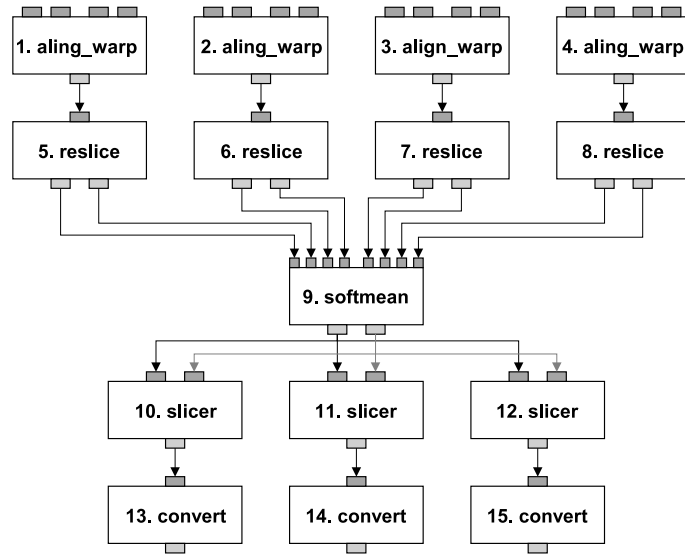 1. aling_warp
2. aling_warp
3. align_warp
4. aling_warp
5. reslice
6. reslice
7. reslice
8. reslice
9. softmean
10. slicer
11. slicer
12. slicer
13. convert
14. convert
15. convert